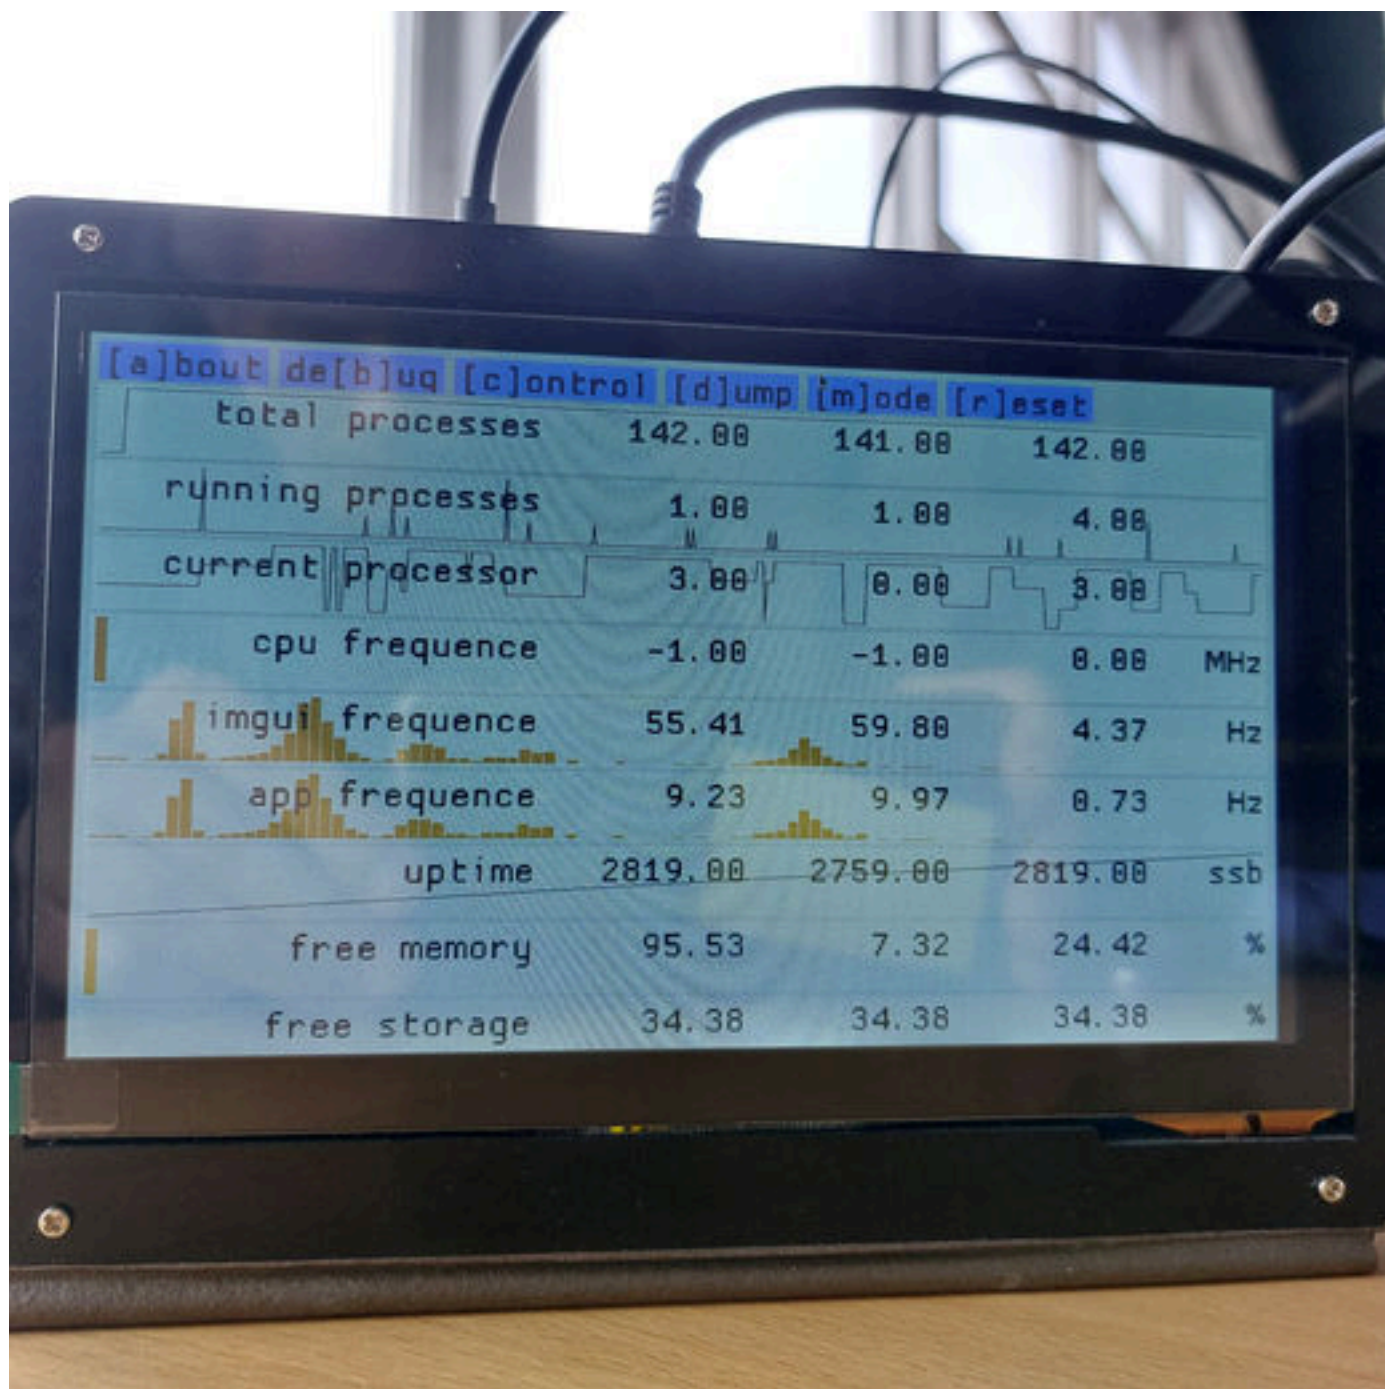 [a]bout de[b]ug [c]ontrol [d]ump [m]ode [r]eset
total processes 142.00 141.00 142.00
running processes 1.00 1.00 4.00
current processor 3.00 0.00 3.00
cpu frequence -1.00 -1.00 0.00 MHz
imgui frequence 55.41 59.80 4.37 Hz
app frequence 9.23 9.97 0.73 Hz
uptime 2819.00 2759.00 2819.00 ssb
free memory 95.53 7.32 24.42 %
free storage 34.38 34.38 34.38 %